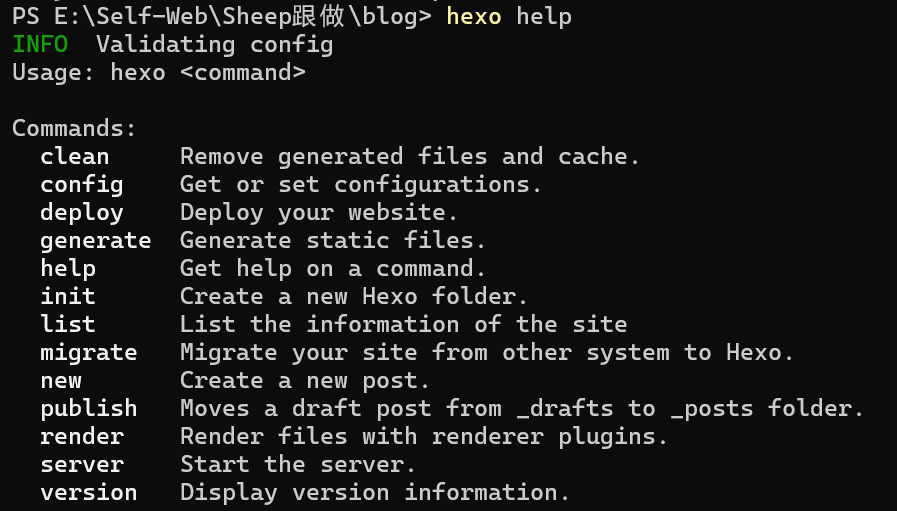 PS E:\Self-Web\Sheep跟做\blog> hexo help
INFO  Validating config
Usage: hexo <command>

Commands:
  clean     Remove generated files and cache.
  config    Get or set configurations.
  deploy    Deploy your website.
  generate  Generate static files.
  help      Get help on a command.
  init      Create a new Hexo folder.
  list      List the information of the site
  migrate   Migrate your site from other system to Hexo.
  new       Create a new post.
  publish   Moves a draft post from _drafts to _posts folder.
  render    Render files with renderer plugins.
  server    Start the server.
  version   Display version information.